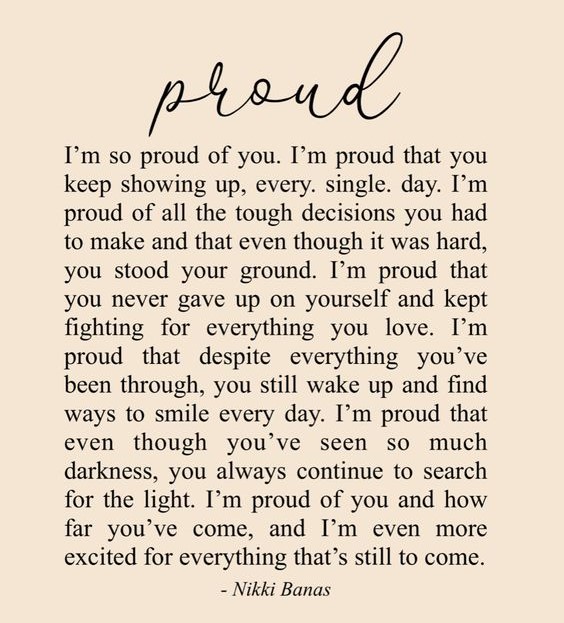 proud
I'm so proud of you. I'm proud that you
keep showing up, every. single. day. I'm
proud of all the tough decisions you had
to make and that even though it was hard,
you stood your ground. I'm proud that
you never gave up on yourself and kept
fighting for everything you love. I'm
proud that despite everything you've
been through, you still wake up and find
ways to smile every day. I'm proud that
even though you've seen so much
darkness, you always continue to search
for the light. I'm proud of you and how
far you've come, and I'm even more
excited for everything that's still to come.
- Nikki Banas